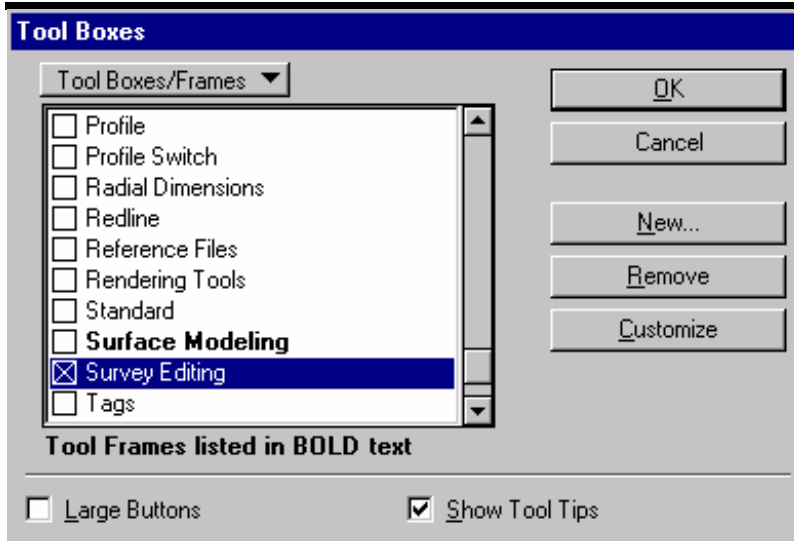 Tool Boxes
Tool Boxes/Frames
OK
Profile
Cancel
Profile Switch
Radial Dimensions
Redline
New...
Reference Files
Rendering Tools
Remove
Standard
Surface Modeling
Customize
Survey Editing
Tags
Tool Frames listed in BOLD text
Large Buttons
Show Tool Tips